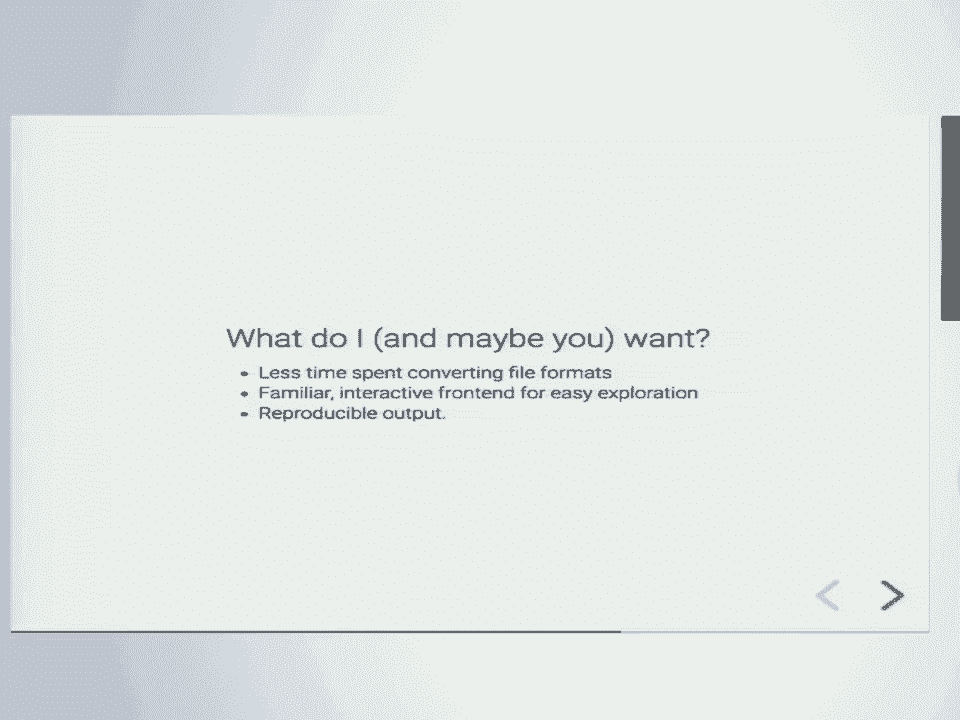 What do I (and maybe you) want?
• Less time spent converting file formats
• Familiar, interactive frontend for easy exploration
• Reproducible output.